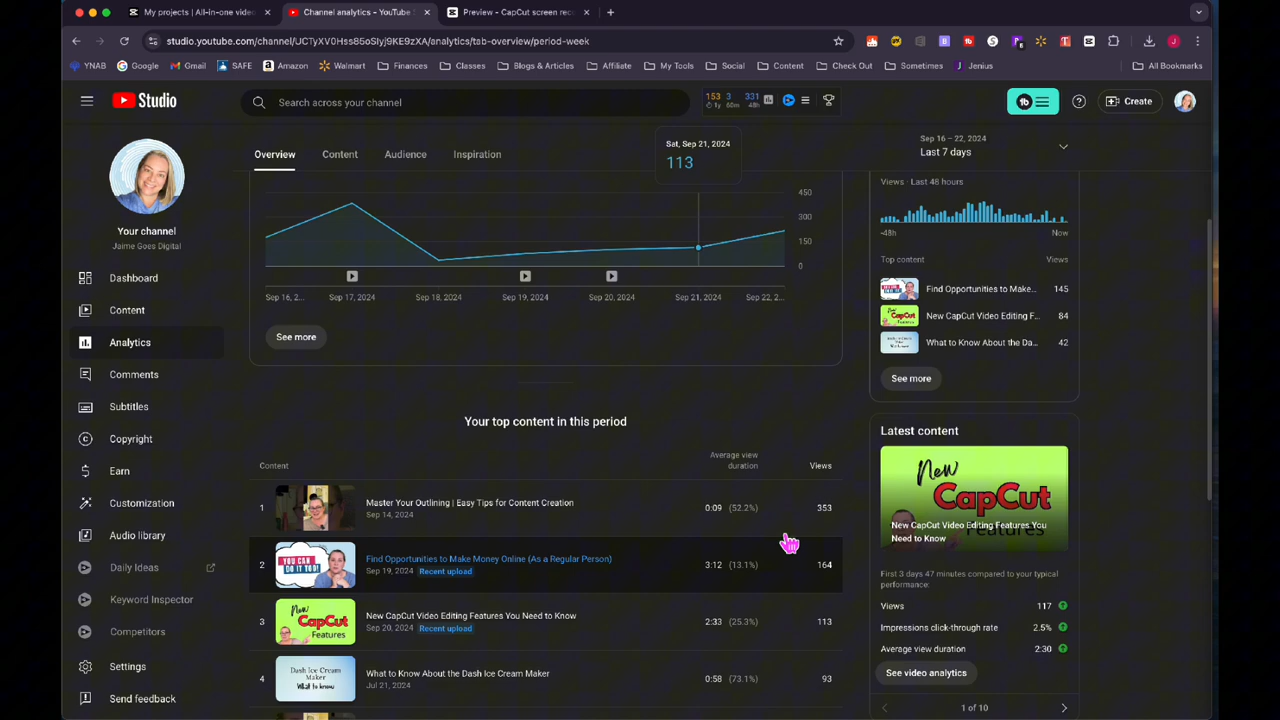 My projects | All-in-one video
Channel analytics - YouTube S
Preview - CapCut screen rec
studio.youtube.com/channel/UCTyXV0Hss85oSIyj9KE9zXA/analytics/tab-overview/period-week
YNAB
Google
Gmail
SAFE
Amazon
Walmart
Finances
Classes
Blogs & Articles
Affiliate
My Tools
Social
Content
Check Out
Sometimes
Jenius
All Bookmarks
Studio
Search across your channel
153 3 331
1y 60m 48h
Create
Your channel
Jaime Goes Digital
Dashboard
Content
Analytics
Comments
Subtitles
Copyright
Earn
Customization
Audio library
Daily Ideas
Keyword Inspector
Competitors
Settings
Send feedback
Overview
Content
Audience
Inspiration
Sat, Sep 21, 2024
113
Sep 16 – 22, 2024
Last 7 days
450
300
150
0
Sep 16, 2...
Sep 17, 2024
Sep 18, 2024
Sep 19, 2024
Sep 20, 2024
Sep 21, 2024
Sep 22, 2...
See more
Your top content in this period
Content
Average view
duration
Views
1
Master Your Outlining | Easy Tips for Content Creation
Sep 14, 2024
0:09 (52.2%)
353
2
YOU CAN
DO IT TOO!
Find Opportunities to Make Money Online (As a Regular Person)
Sep 19, 2024 Recent upload
3:12 (13.1%)
164
3
New
CapCut
Features
New CapCut Video Editing Features You Need to Know
Sep 20, 2024 Recent upload
2:33 (25.3%)
113
4
Dash Ice Cream
Maker
What to know
What to Know About the Dash Ice Cream Maker
Jul 21, 2024
0:58 (73.1%)
93
Views · Last 48 hours
-48h
Now
Top content
Views
Find Opportunities to Make...
145
New CapCut Video Editing F...
84
What to Know About the Da...
42
See more
Latest content
New
CapCut
Features
New CapCut Video Editing Features You
Need to Know
First 3 days 47 minutes compared to your typical
performance:
Views
117
Impressions click-through rate
2.5%
Average view duration
2:30
See video analytics
1 of 10